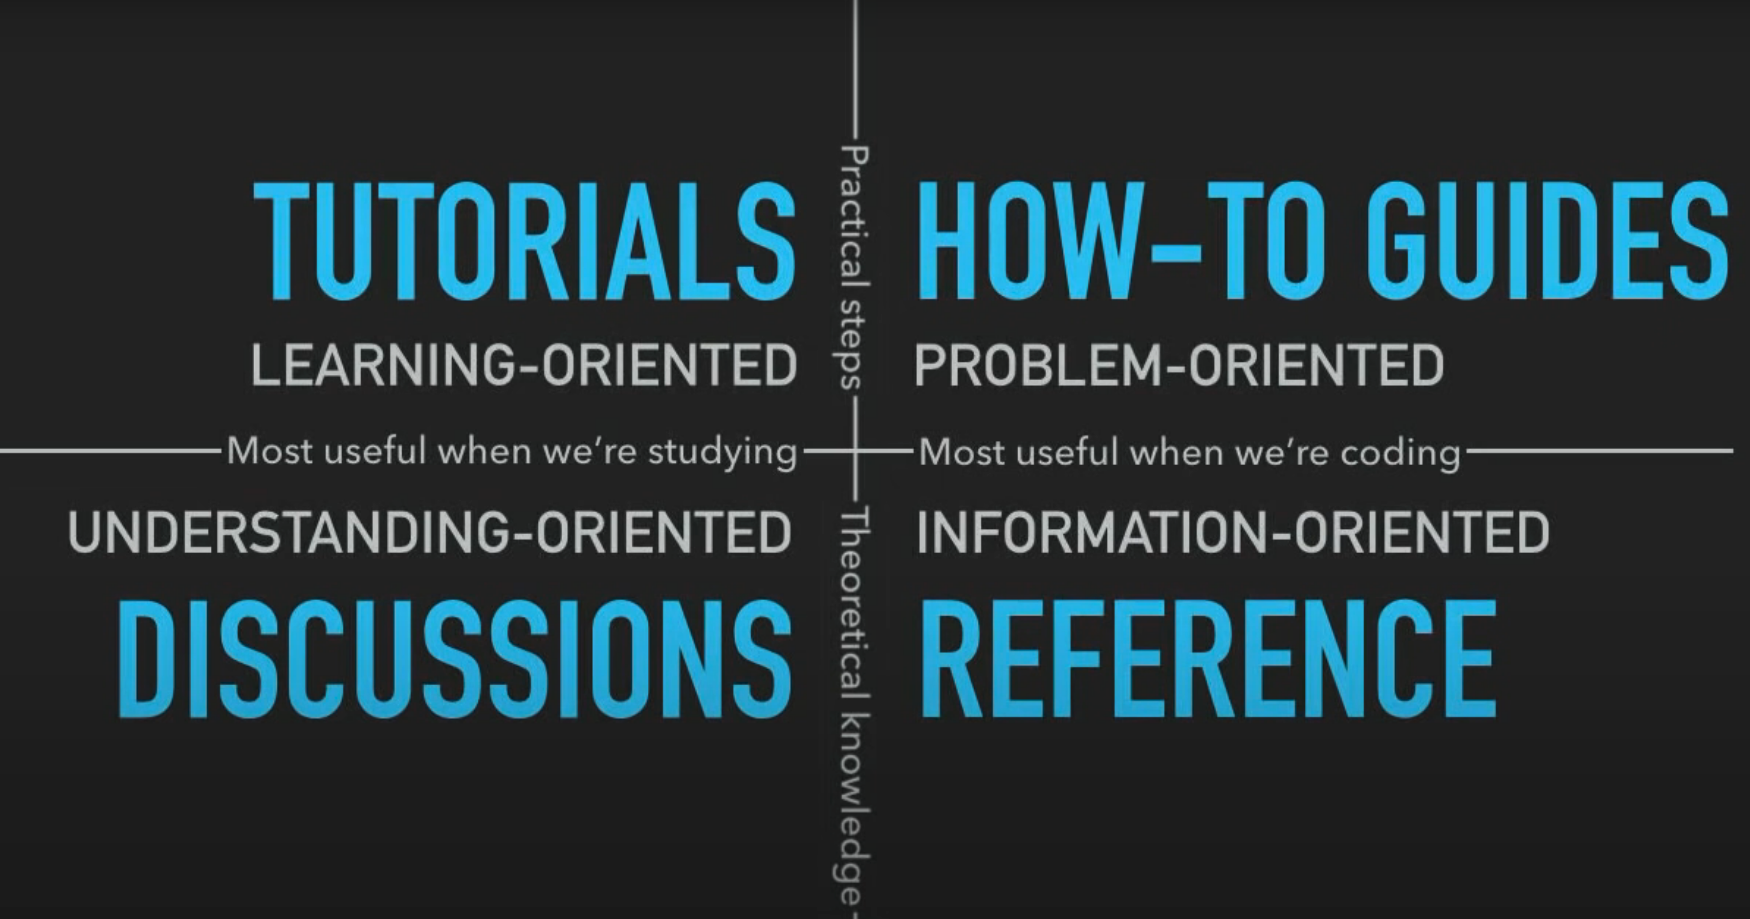 TUTORIALS
HOW-TO GUIDES
LEARNING-ORIENTED
PROBLEM-ORIENTED
Practical steps
Most useful when we're studying
Most useful when we're coding
UNDERSTANDING-ORIENTED
INFORMATION-ORIENTED
DISCUSSIONS
REFERENCE
Theoretical knowledge